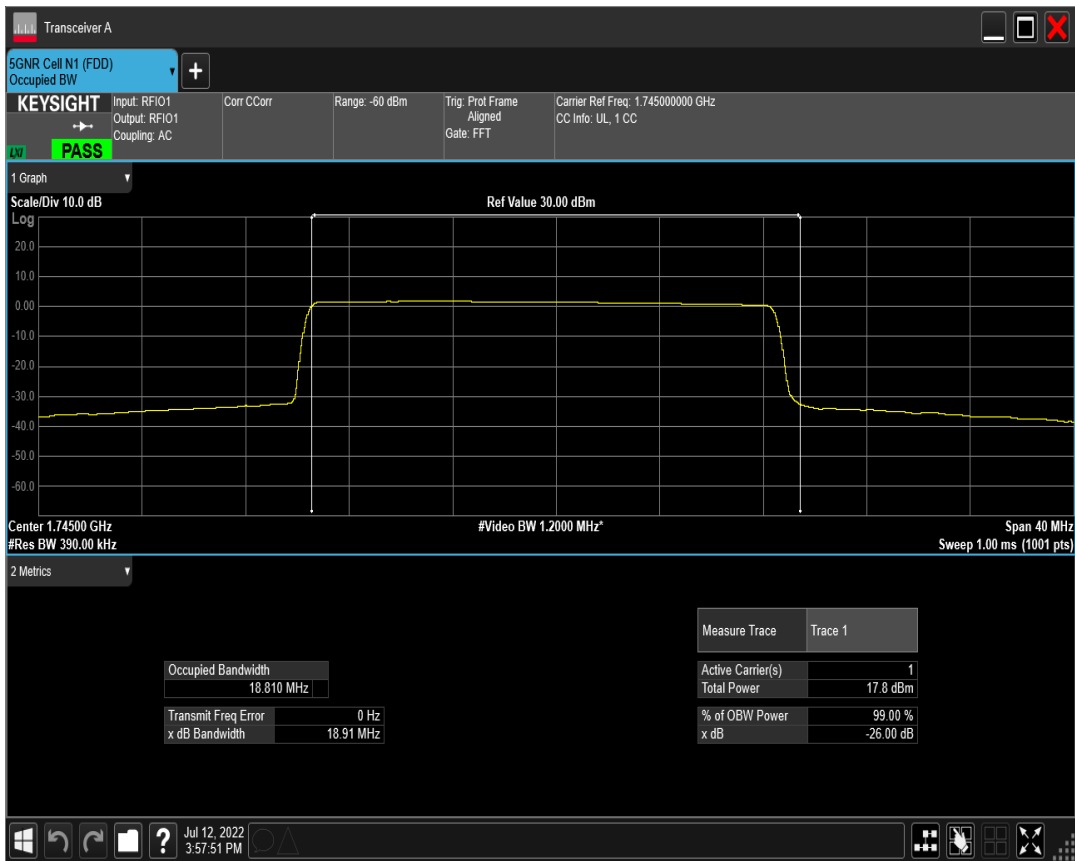 Transceiver A
5GNR Cell N1 (FDD)
Occupied BW
+
KEYSIGHT
LXI
PASS
Input: RFIO1
Output: RFIO1
Coupling: AC
Corr CCorr
Range: -60 dBm
Trig: Prot Frame
Aligned
Gate: FFT
Carrier Ref Freq: 1.745000000 GHz
CC Info: UL, 1 CC
1 Graph
Scale/Div 10.0 dB
Ref Value 30.00 dBm
Log
20.0
10.0
0.00
-10.0
-20.0
-30.0
-40.0
-50.0
-60.0
Center 1.74500 GHz
#Video BW 1.2000 MHz*
Span 40 MHz
#Res BW 390.00 kHz
Sweep 1.00 ms (1001 pts)
2 Metrics
Measure Trace Trace 1
Occupied Bandwidth
18.810 MHz
Transmit Freq Error 0 Hz
x dB Bandwidth 18.91 MHz
Active Carrier(s) 1
Total Power 17.8 dBm
% of OBW Power 99.00 %
x dB -26.00 dB
?
Jul 12, 2022
3:57:51 PM